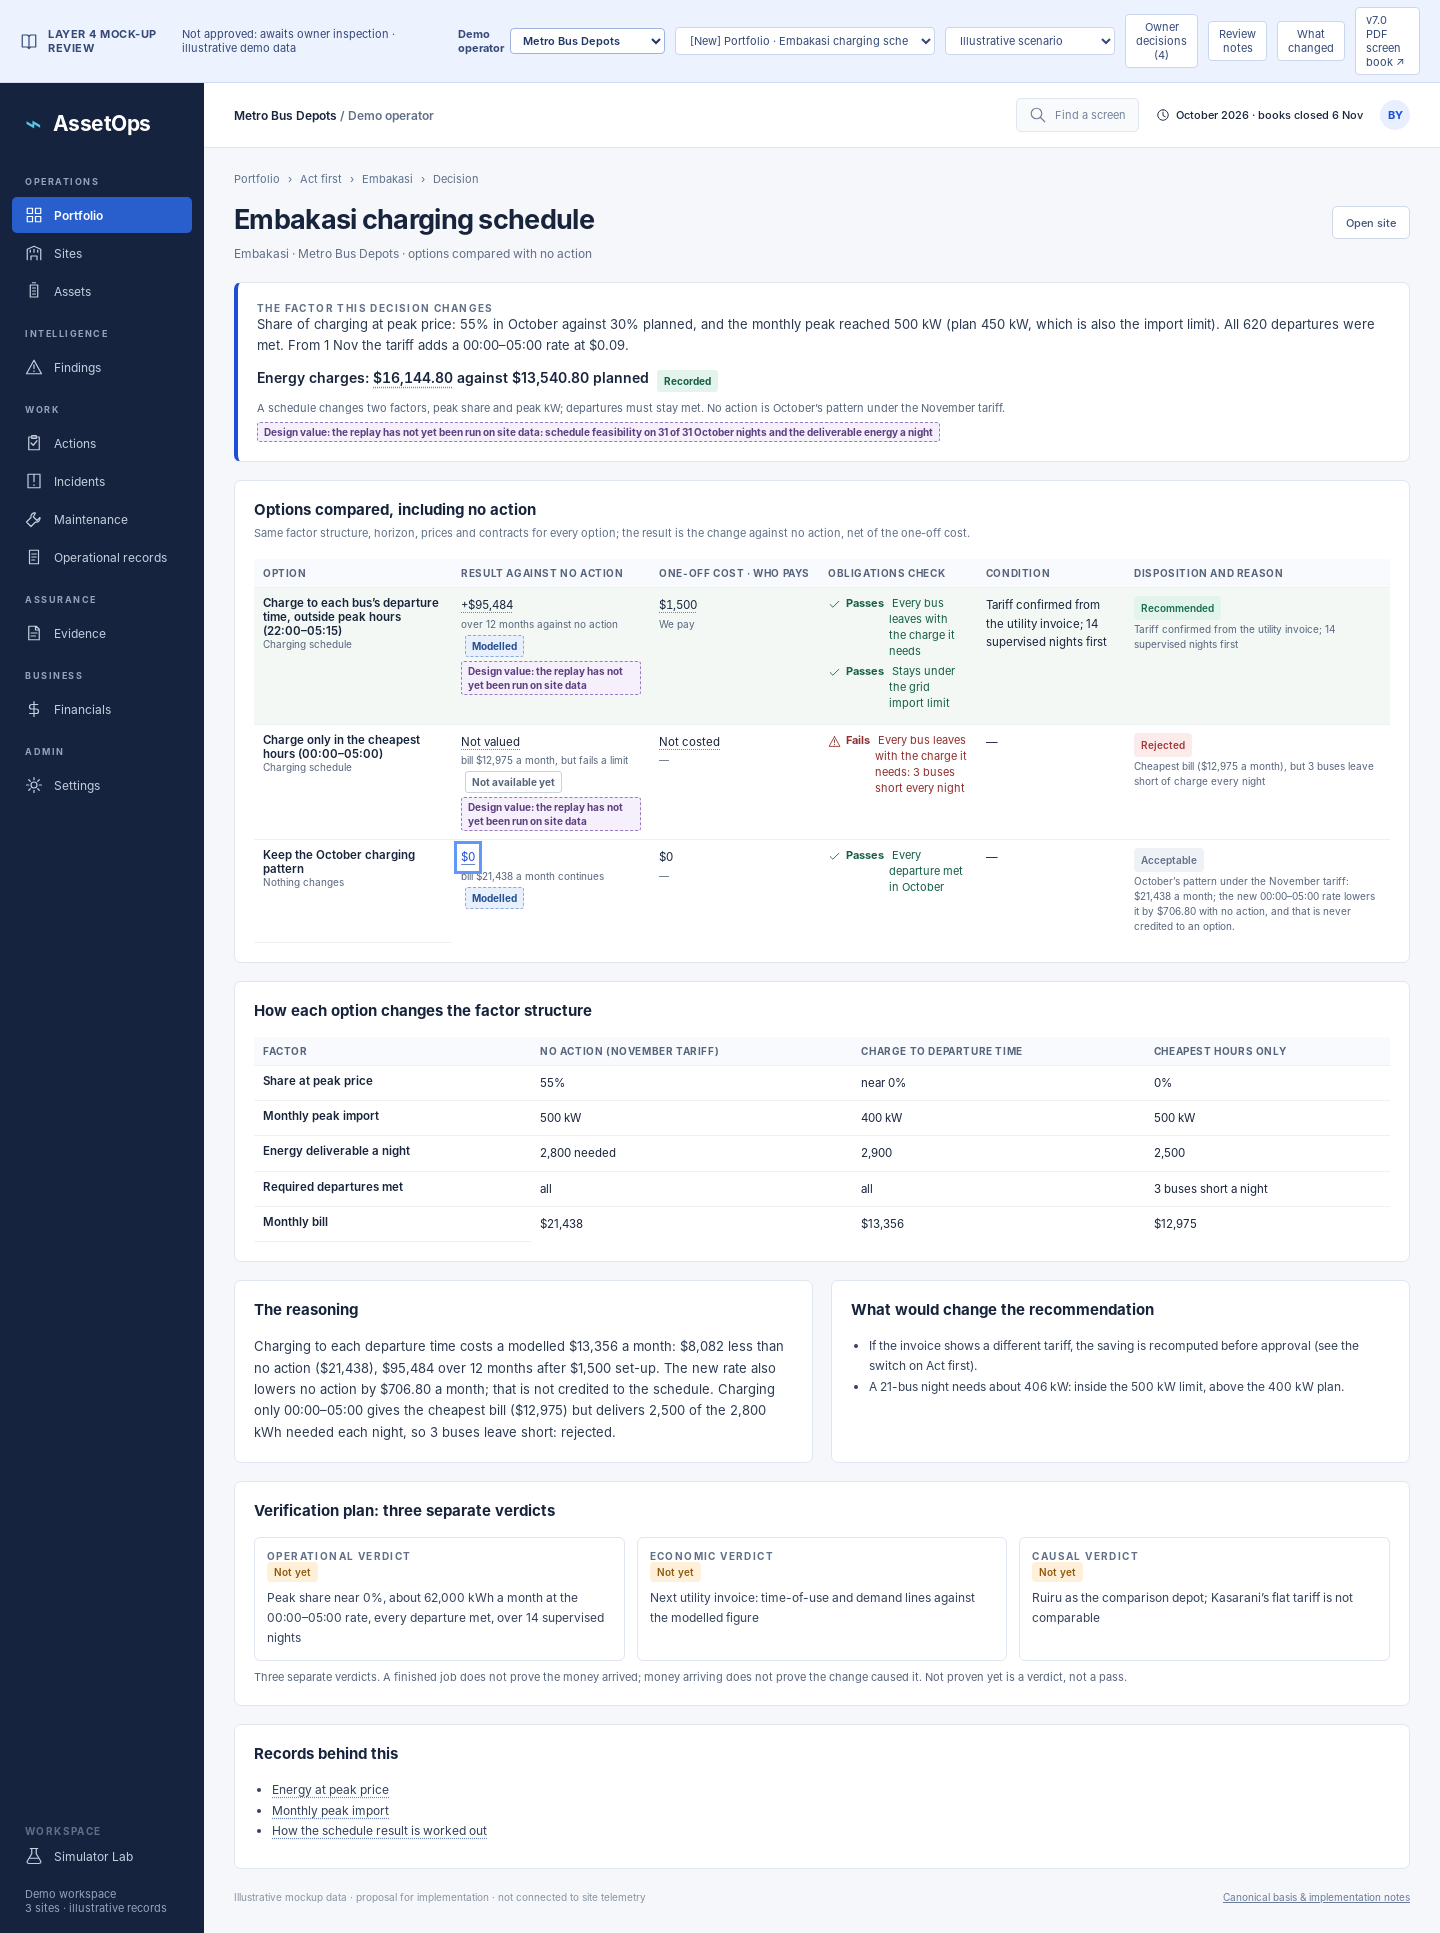 LAYER 4 MOCK-UP REVIEW
Not approved: awaits owner inspection · illustrative demo data
Demo operator
Metro Bus Depots
[New] Portfolio · Embakasi charging sche
Illustrative scenario
Owner decisions (4)
Review notes
What changed
v7.0 PDF screen book ↗
AssetOps
Metro Bus Depots / Demo operator
Find a screen
October 2026 · books closed 6 Nov
BY
OPERATIONS
Portfolio
Sites
Assets
INTELLIGENCE
Findings
WORK
Actions
Incidents
Maintenance
Operational records
ASSURANCE
Evidence
BUSINESS
Financials
ADMIN
Settings
WORKSPACE
Simulator Lab
Demo workspace
3 sites · illustrative records
Portfolio › Act first › Embakasi › Decision
Embakasi charging schedule
Open site
Embakasi · Metro Bus Depots · options compared with no action
THE FACTOR THIS DECISION CHANGES
Share of charging at peak price: 55% in October against 30% planned, and the monthly peak reached 500 kW (plan 450 kW, which is also the import limit). All 620 departures were
met. From 1 Nov the tariff adds a 00:00–05:00 rate at $0.09.
Energy charges: $16,144.80 against $13,540.80 planned Recorded
A schedule changes two factors, peak share and peak kW; departures must stay met. No action is October's pattern under the November tariff.
Design value: the replay has not yet been run on site data: schedule feasibility on 31 of 31 October nights and the deliverable energy a night
Options compared, including no action
Same factor structure, horizon, prices and contracts for every option; the result is the change against no action, net of the one-off cost.
OPTION RESULT AGAINST NO ACTION ONE-OFF COST · WHO PAYS OBLIGATIONS CHECK CONDITION DISPOSITION AND REASON
Charge to each bus's departure
time, outside peak hours
(22:00–05:15)
Charging schedule
+$95,484
over 12 months against no action
Modelled
Design value: the replay has not
yet been run on site data
$1,500
We pay
Passes Every bus
leaves with
the charge it
needs
Passes Stays under
the grid
import limit
Tariff confirmed from
the utility invoice; 14
supervised nights first
Recommended
Tariff confirmed from the utility invoice; 14
supervised nights first
Charge only in the cheapest
hours (00:00–05:00)
Charging schedule
Not valued
bill $12,975 a month, but fails a limit
Not available yet
Design value: the replay has not
yet been run on site data
Not costed
—
Fails Every bus leaves
with the charge it
needs: 3 buses
short every night
—
Rejected
Cheapest bill ($12,975 a month), but 3 buses leave
short of charge every night
Keep the October charging
pattern
Nothing changes
$0
bill $21,438 a month continues
Modelled
$0
—
Passes Every
departure met
in October
—
Acceptable
October's pattern under the November tariff:
$21,438 a month; the new 00:00–05:00 rate lowers
it by $706.80 with no action, and that is never
credited to an option.
How each option changes the factor structure
FACTOR NO ACTION (NOVEMBER TARIFF) CHARGE TO DEPARTURE TIME CHEAPEST HOURS ONLY
Share at peak price 55% near 0% 0%
Monthly peak import 500 kW 400 kW 500 kW
Energy deliverable a night 2,800 needed 2,900 2,500
Required departures met all all 3 buses short a night
Monthly bill $21,438 $13,356 $12,975
The reasoning
Charging to each departure time costs a modelled $13,356 a month: $8,082 less than
no action ($21,438), $95,484 over 12 months after $1,500 set-up. The new rate also
lowers no action by $706.80 a month; that is not credited to the schedule. Charging
only 00:00–05:00 gives the cheapest bill ($12,975) but delivers 2,500 of the 2,800
kWh needed each night, so 3 buses leave short: rejected.
What would change the recommendation
• If the invoice shows a different tariff, the saving is recomputed before approval (see the
switch on Act first).
• A 21-bus night needs about 406 kW: inside the 500 kW limit, above the 400 kW plan.
Verification plan: three separate verdicts
OPERATIONAL VERDICT
Not yet
Peak share near 0%, about 62,000 kWh a month at the
00:00–05:00 rate, every departure met, over 14 supervised
nights
ECONOMIC VERDICT
Not yet
Next utility invoice: time-of-use and demand lines against
the modelled figure
CAUSAL VERDICT
Not yet
Ruiru as the comparison depot; Kasarani's flat tariff is not
comparable
Three separate verdicts. A finished job does not prove the money arrived; money arriving does not prove the change caused it. Not proven yet is a verdict, not a pass.
Records behind this
• Energy at peak price
• Monthly peak import
• How the schedule result is worked out
Illustrative mockup data · proposal for implementation · not connected to site telemetry
Canonical basis & implementation notes